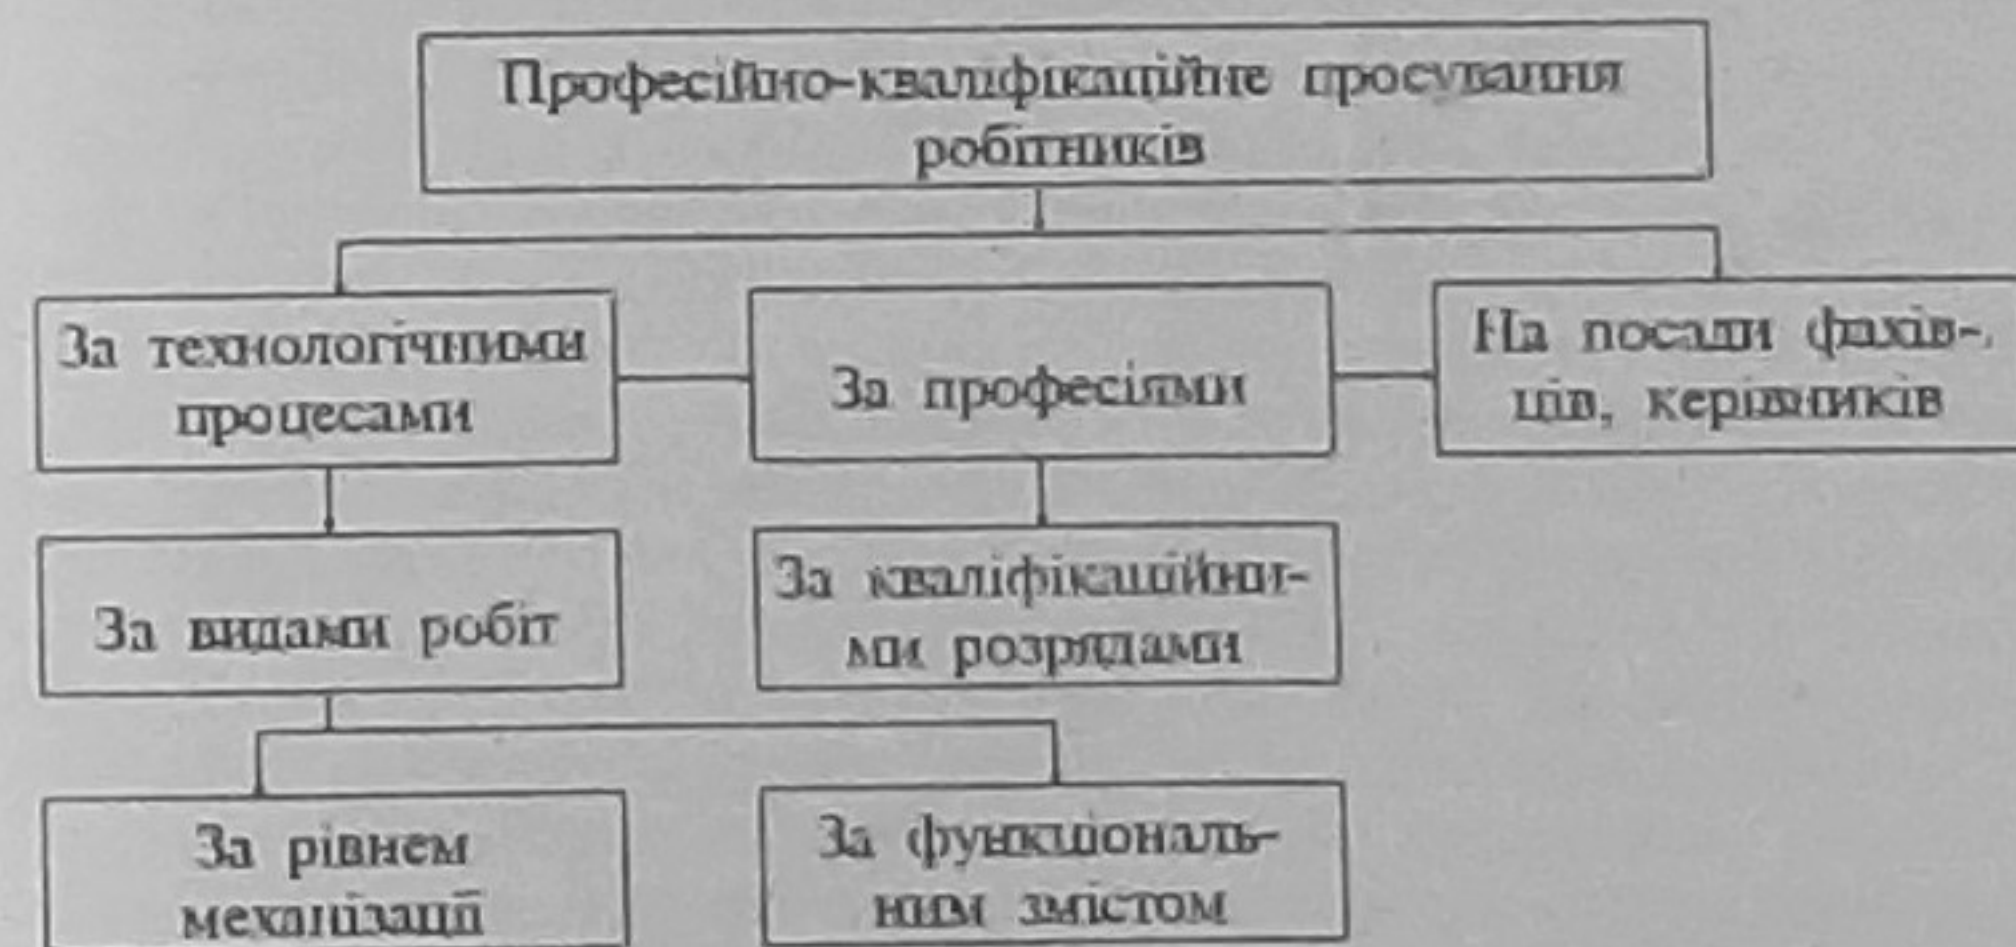 Професійно-кваліфікаційне просування
робітників
За технологічними
процесами
За професіями
На посади фахів-
ців, керівників
За видами робіт
За кваліфікаційни-
ми розрядами
За рівнем
механізації
За функціональ-
ним змістом